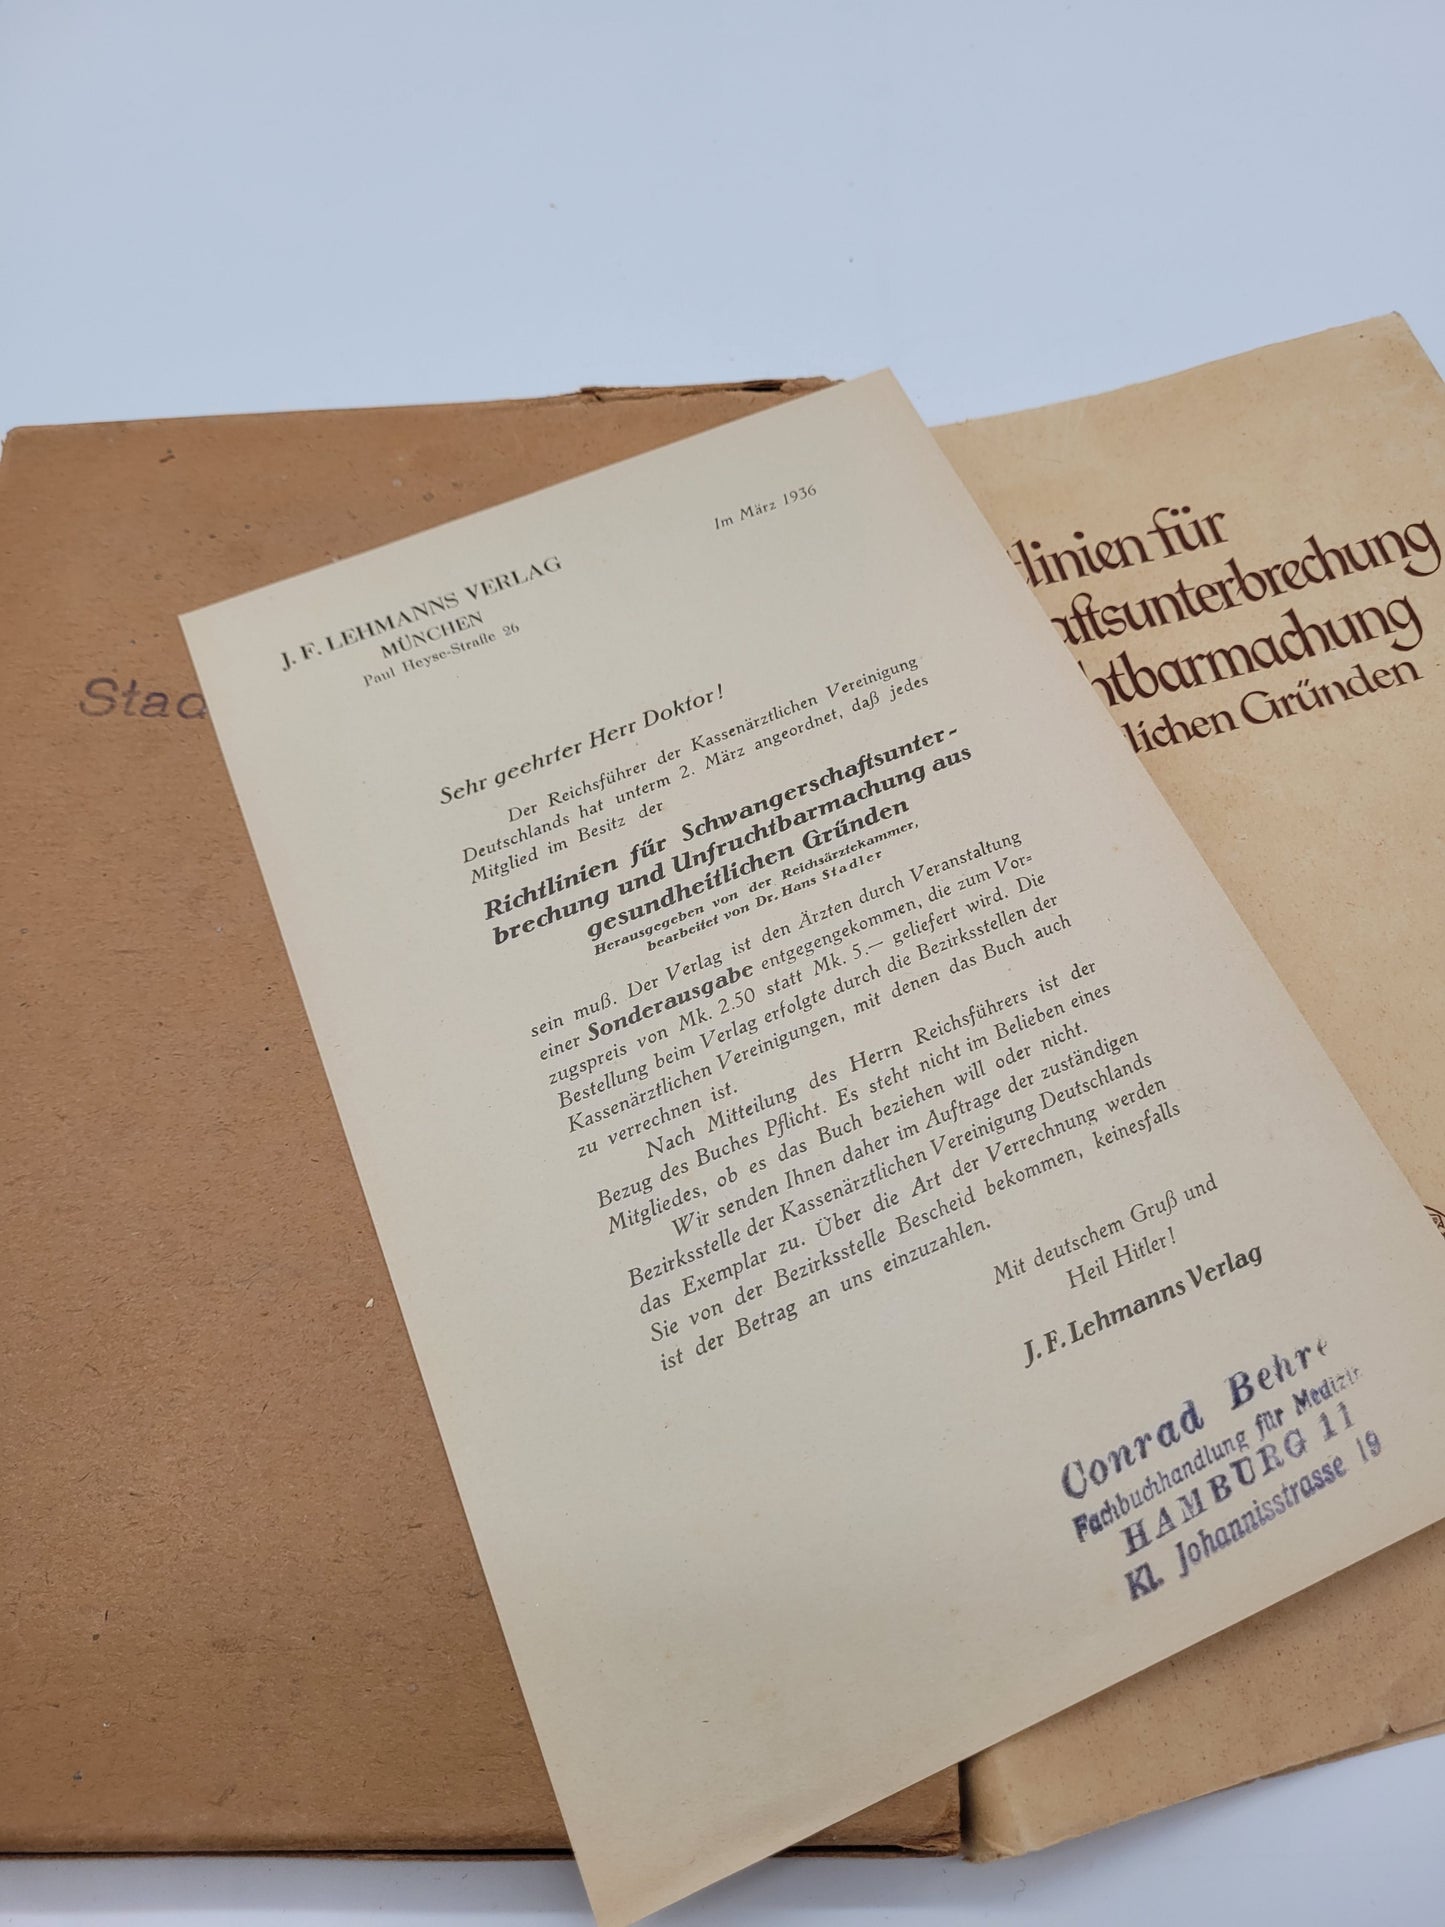 Stad
Im März 1936
J. F. LEHMANNS VERLAG
MÜNCHEN
Paul Heyse-Straße 26
Sehr geehrter Herr Doktor!
Der Reichsführer der Kassenärztlichen Vereinigung
Deutschlands hat unterm 2. März angeordnet, daß jedes
Mitglied im Besitz der
Richtlinien für Schwangerschaftsunter-
brechung und Unfruchtbarmachung aus
gesundheitlichen Gründen
Herausgegeben von der Reichsärztekammer,
bearbeitet von Dr. Hans Stadler
sein muß. Der Verlag ist den Ärzten durch Veranstaltung
einer Sonderausgabe entgegengekommen, die zum Vor-
zugspreis von Mk. 2.50 statt Mk. 5.— geliefert wird. Die
Bestellung beim Verlag erfolgte durch die Bezirksstellen der
Kassenärztlichen Vereinigungen, mit denen das Buch auch
zu verrechnen ist.
Nach Mitteilung des Herrn Reichsführers ist der
Bezug des Buches Pflicht. Es steht nicht im Belieben eines
Mitgliedes, ob es das Buch beziehen will oder nicht.
Wir senden Ihnen daher im Auftrage der zuständigen
Bezirksstelle der Kassenärztlichen Vereinigung Deutschlands
das Exemplar zu. Über die Art der Verrechnung werden
Sie von der Bezirksstelle Bescheid bekommen, keinesfalls
ist der Betrag an uns einzuzahlen.
Mit deutschem Gruß und
Heil Hitler!
J. F. Lehmanns Verlag
Conrad Behre
Fachbuchhandlung für Medizin
HAMBURG 11
Kl. Johannisstrasse 19
tlinien für
aftsunterbrechung
htbarmachung
lichen Gründen